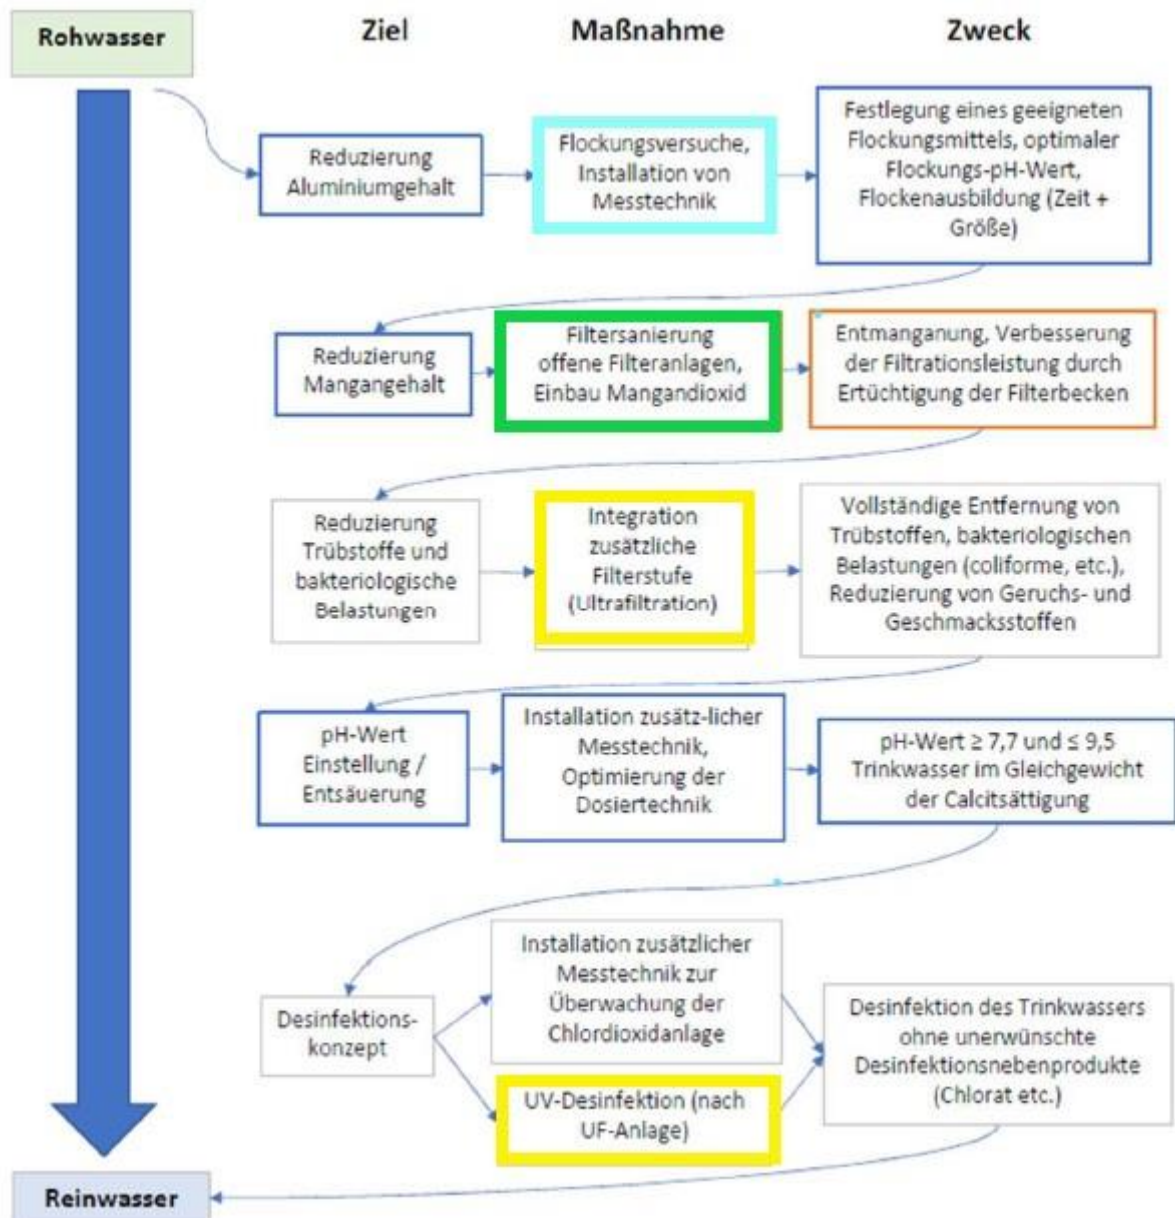 Rohwasser
Ziel
Maßnahme
Zweck
Reduzierung
Aluminiumgehalt
Flockungsversuche,
Installation von
Messtechnik
Festlegung eines geeigneten
Flockungsmittels, optimaler
Flockungs-pH-Wert,
Flockenausbildung (Zeit +
Größe)
Reduzierung
Mangangehalt
Filtersanierung
offene Filteranlagen,
Einbau Mangandioxid
Entmanganung, Verbesserung
der Filtrationsleistung durch
Ertüchtigung der Filterbecken
Reduzierung
Trübstoffe und
bakteriologische
Belastungen
Integration
zusätzliche
Filterstufe
(Ultrafiltration)
Vollständige Entfernung von
Trübstoffen, bakteriologischen
Belastungen (coliforme, etc.),
Reduzierung von Geruchs- und
Geschmacksstoffen
pH-Wert
Einstellung /
Entsäuerung
Installation zusätz-licher
Messtechnik,
Optimierung der
Dosiertechnik
pH-Wert ≥ 7,7 und ≤ 9,5
Trinkwasser im Gleichgewicht
der Calcitsättigung
Desinfektions-
konzept
Installation zusätzlicher
Messtechnik zur
Überwachung der
Chlordioxidanlage
UV-Desinfektion (nach
UF-Anlage)
Desinfektion des Trinkwassers
ohne unerwünschte
Desinfektionsnebenprodukte
(Chlorat etc.)
Reinwasser